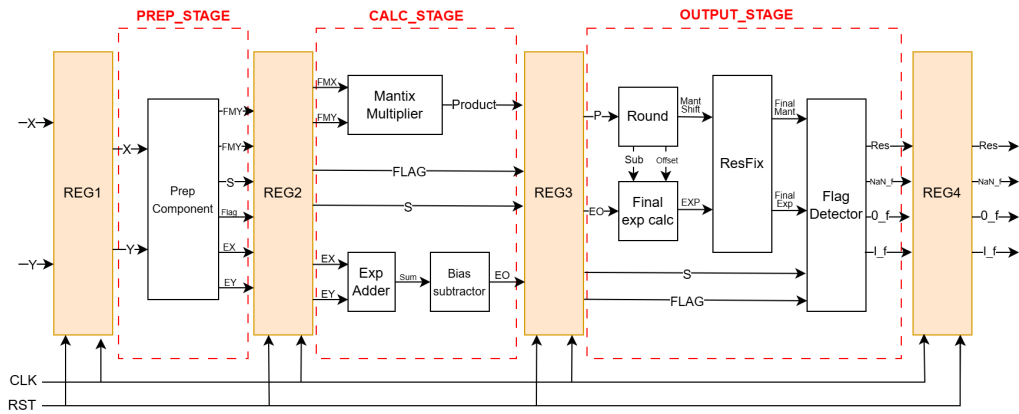 PREP_STAGE
CALC_STAGE
OUTPUT_STAGE
X
Y
REG1
X
Y
Prep
Component
FMY
FMY
S
Flag
EX
EY
REG2
FMX
FMY
Mantix
Multiplier
Product
FLAG
S
EX
EY
Exp
Adder
Sum
Bias
subtractor
EO
REG3
P
EO
Round
Mant
Shift
Sub
Offset
Final
exp calc
EXP
ResFix
Final
Mant
Final
Exp
S
FLAG
Flag
Detector
Res
NaN_f
0_f
I_f
REG4
Res
NaN_f
0_f
I_f
CLK
RST